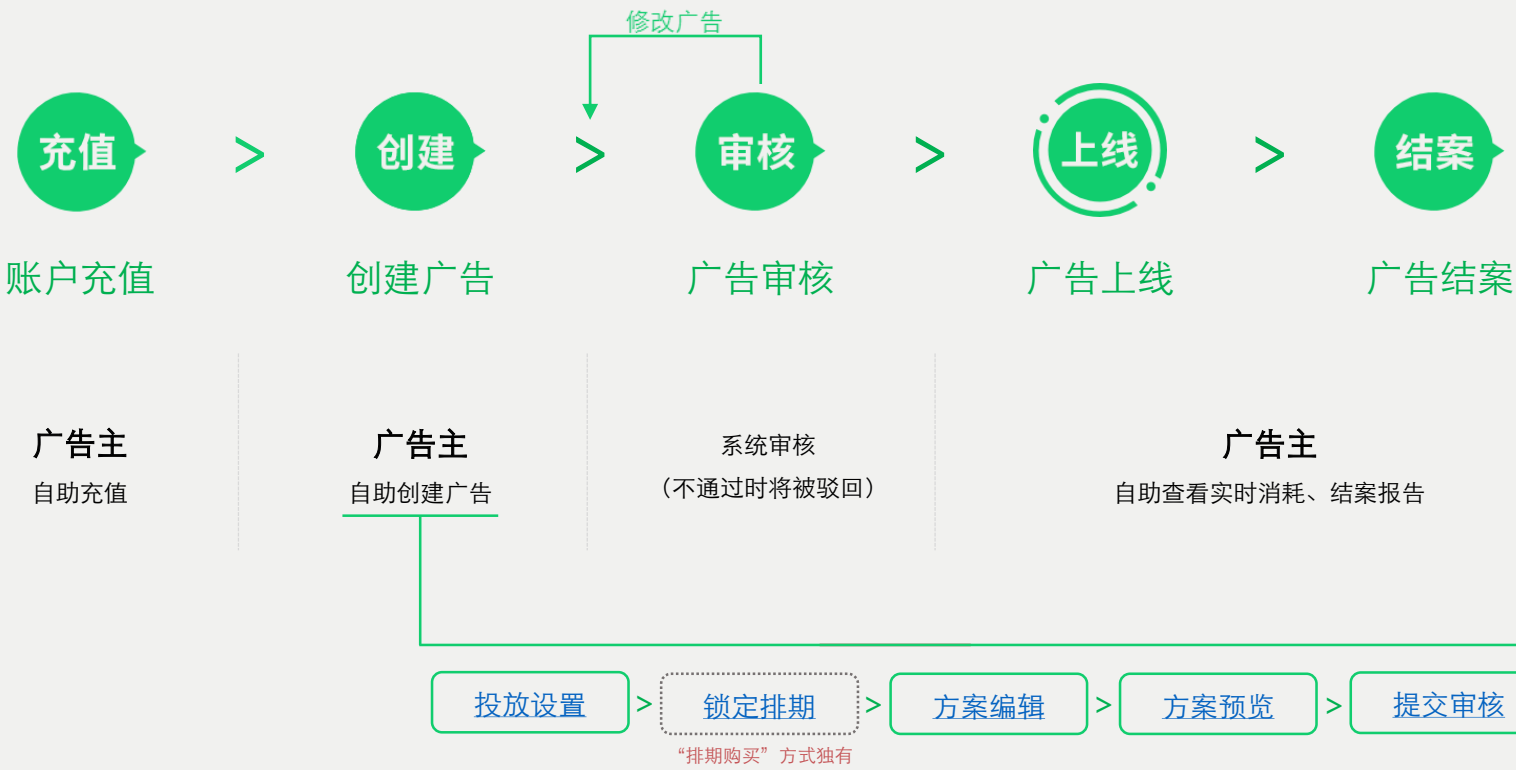 修改广告
充值 > 创建 > 审核 > 上线 > 结案
账户充值 创建广告 广告审核 广告上线 广告结案
广告主 广告主 系统审核 广告主
自助充值 自助创建广告 （不通过时将被驳回） 自助查看实时消耗、结案报告
投放设置 > 锁定排期 > 方案编辑 > 方案预览 > 提交审核
“排期购买”方式独有